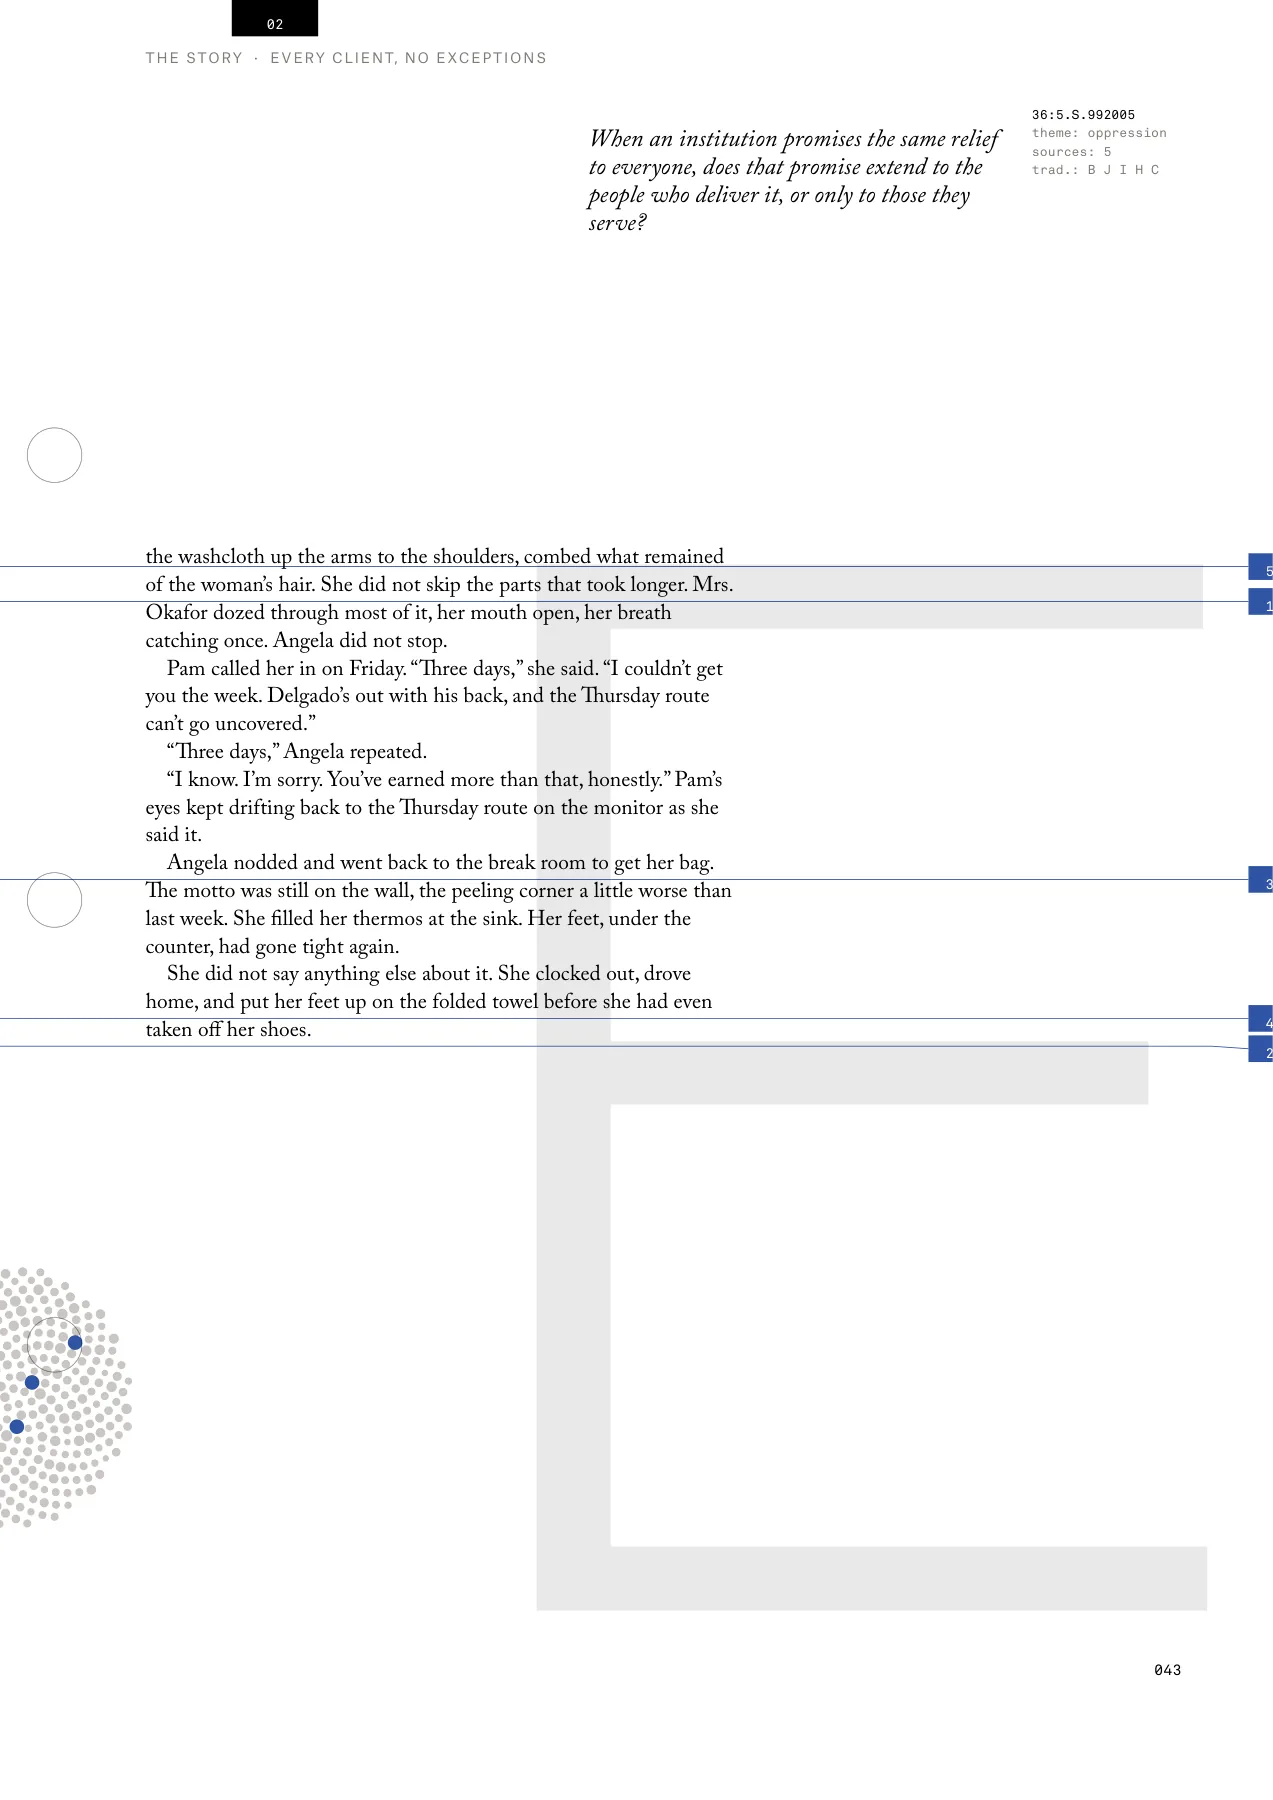 02
THE STORY · EVERY CLIENT, NO EXCEPTIONS
When an institution promises the same relief
to everyone, does that promise extend to the
people who deliver it, or only to those they
serve?
36:5.S.992005
theme: oppression
sources: 5
trad.: B J I H C
the washcloth up the arms to the shoulders, combed what remained
of the woman’s hair. She did not skip the parts that took longer. Mrs.
Okafor dozed through most of it, her mouth open, her breath
catching once. Angela did not stop.
Pam called her in on Friday. “Three days,” she said. “I couldn’t get
you the week. Delgado’s out with his back, and the Thursday route
can’t go uncovered.”
“Three days,” Angela repeated.
“I know. I’m sorry. You’ve earned more than that, honestly.” Pam’s
eyes kept drifting back to the Thursday route on the monitor as she
said it.
Angela nodded and went back to the break room to get her bag.
The motto was still on the wall, the peeling corner a little worse than
last week. She filled her thermos at the sink. Her feet, under the
counter, had gone tight again.
She did not say anything else about it. She clocked out, drove
home, and put her feet up on the folded towel before she had even
taken off her shoes.
5
1
3
4
2
E
043